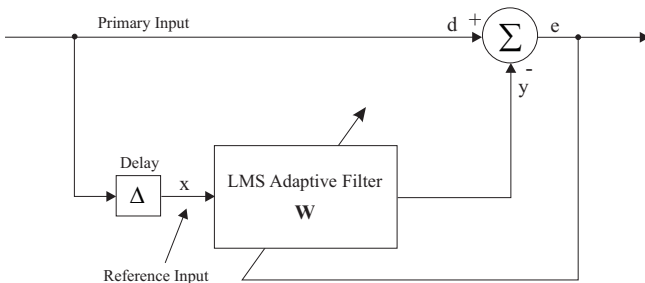 Primary Input
d
+
Σ
e
-
y
Delay
Δ
x
LMS Adaptive Filter
W
Reference Input